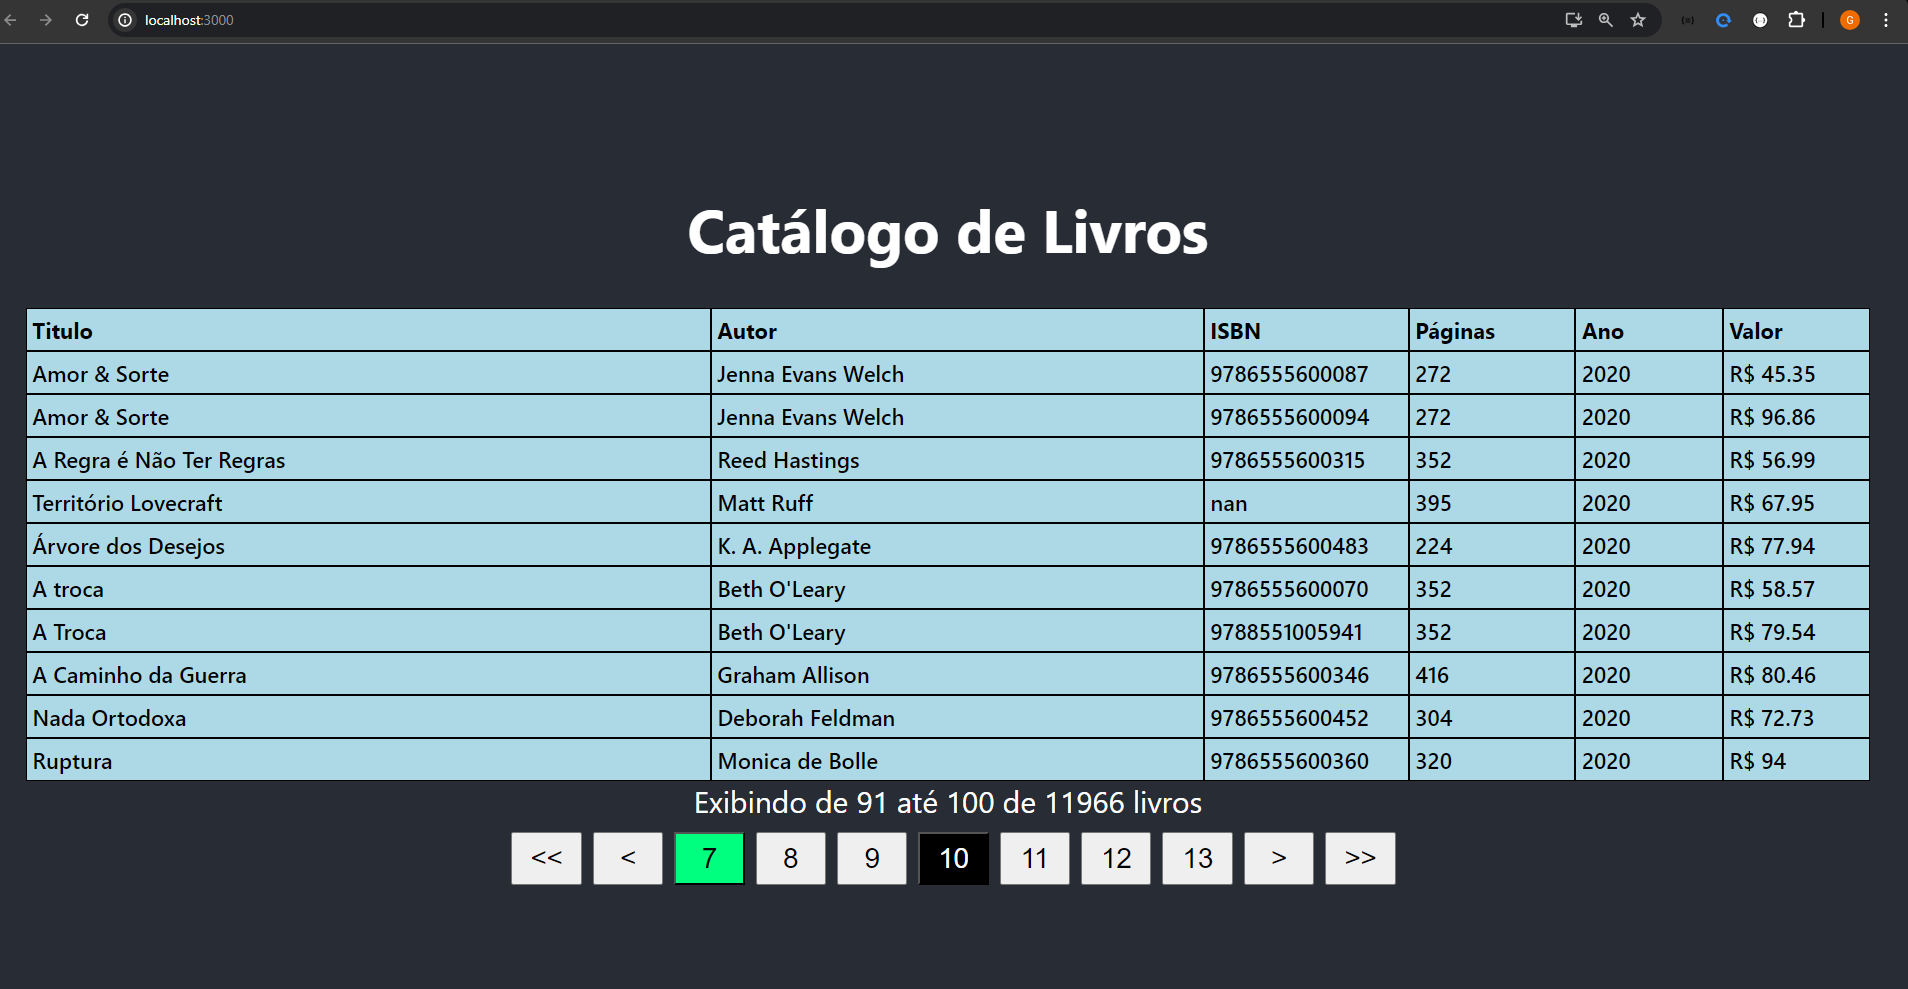 localhost:3000
G
Catálogo de Livros
Titulo Autor ISBN Páginas Ano Valor
Amor & Sorte Jenna Evans Welch 9786555600087 272 2020 R$ 45.35
Amor & Sorte Jenna Evans Welch 9786555600094 272 2020 R$ 96.86
A Regra é Não Ter Regras Reed Hastings 9786555600315 352 2020 R$ 56.99
Território Lovecraft Matt Ruff nan 395 2020 R$ 67.95
Árvore dos Desejos K. A. Applegate 9786555600483 224 2020 R$ 77.94
A troca Beth O'Leary 9786555600070 352 2020 R$ 58.57
A Troca Beth O'Leary 9788551005941 352 2020 R$ 79.54
A Caminho da Guerra Graham Allison 9786555600346 416 2020 R$ 80.46
Nada Ortodoxa Deborah Feldman 9786555600452 304 2020 R$ 72.73
Ruptura Monica de Bolle 9786555600360 320 2020 R$ 94
Exibindo de 91 até 100 de 11966 livros
<< < 7 8 9 10 11 12 13 > >>